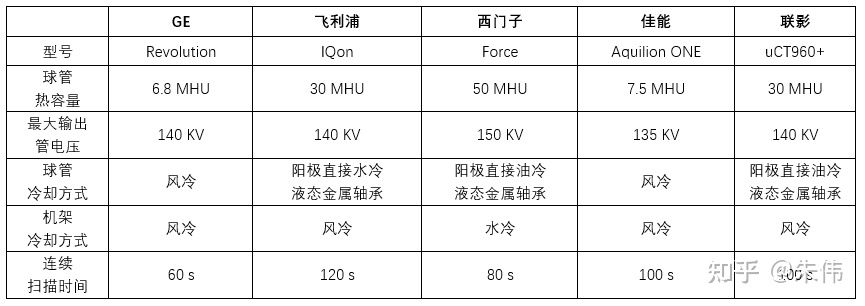 GE 飞利浦 西门子 佳能 联影
型号 Revolution IQon Force Aquilion ONE uCT960+
球管
热容量 6.8 MHU 30 MHU 50 MHU 7.5 MHU 30 MHU
最大输出
管电压 140 KV 140 KV 150 KV 135 KV 140 KV
球管 阳极直接水冷 阳极直接油冷 阳极直接油冷
冷却方式 风冷 液态金属轴承 液态金属轴承 风冷 液态金属轴承
机架
冷却方式 风冷 风冷 水冷 风冷 风冷
连续
扫描时间 60 s 120 s 80 s 100 s 100 s
知乎 @朱伟